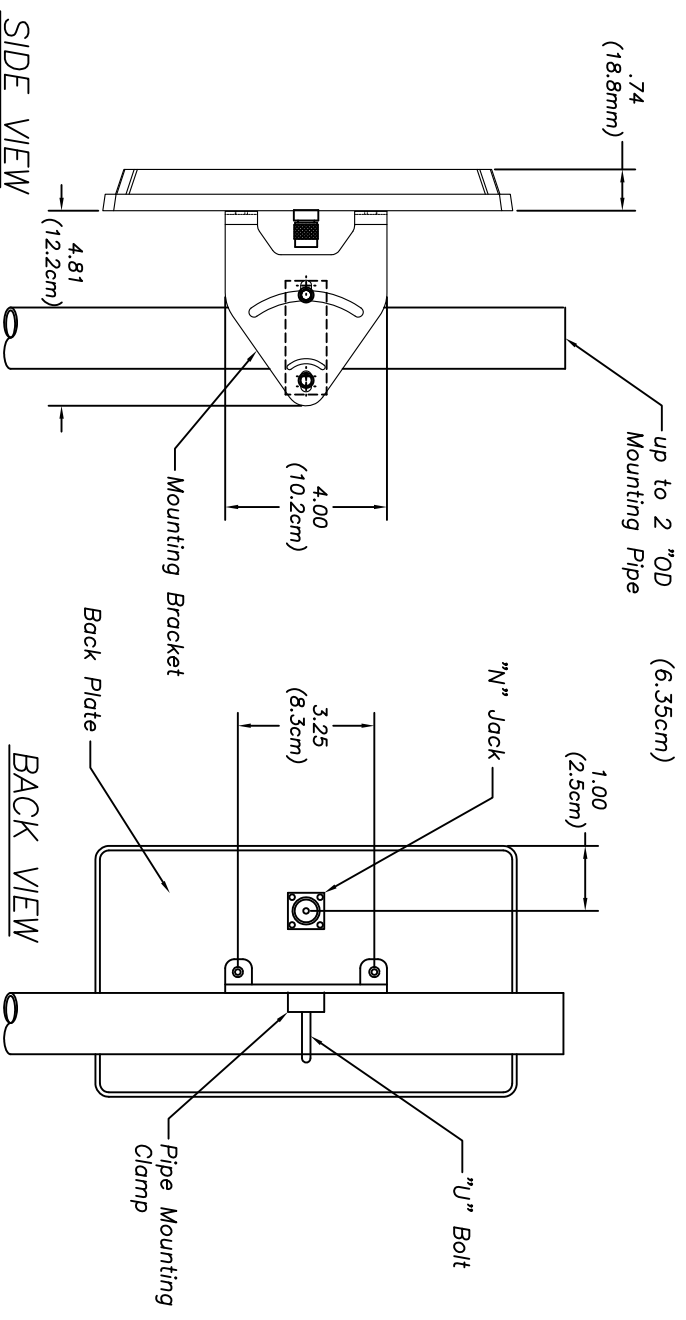 .74
(18.8mm)
up to 2 "OD
Mounting Pipe
(6.35cm)
1.00
(2.5cm)
4.00
(10.2cm)
4.81
(12.2cm)
Mounting Bracket
SIDE VIEW
"N" Jack
3.25
(8.3cm)
Back Plate
"U" Bolt
Pipe Mounting
Clamp
BACK VIEW